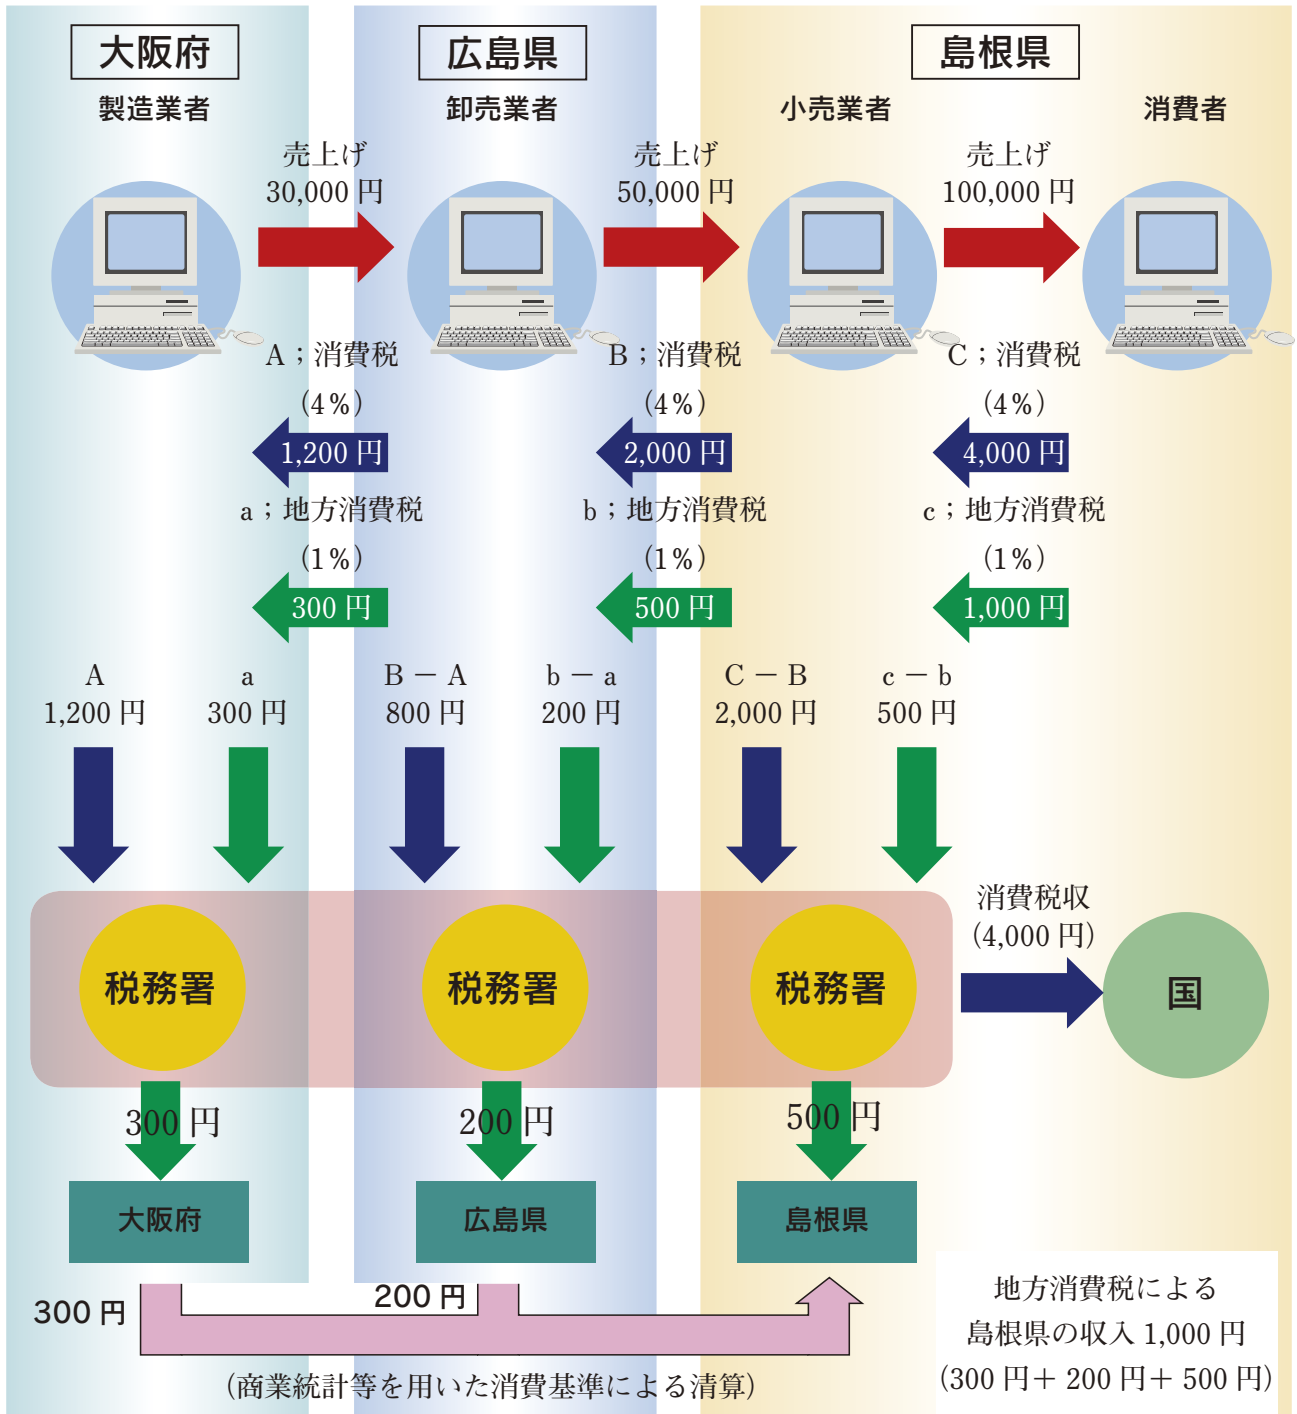 大阪府
広島県
島根県
製造業者
卸売業者
小売業者
消費者
売上げ
30,000 円
売上げ
50,000 円
売上げ
100,000 円
A；消費税
(4%)
1,200 円
B；消費税
(4%)
2,000 円
C；消費税
(4%)
4,000 円
a；地方消費税
(1%)
300 円
b；地方消費税
(1%)
500 円
c；地方消費税
(1%)
1,000 円
A
1,200 円
a
300 円
B － A
800 円
b － a
200 円
C － B
2,000 円
c － b
500 円
税務署
税務署
税務署
消費税収
(4,000 円)
国
300 円
200 円
500 円
大阪府
広島県
島根県
300 円
200 円
(商業統計等を用いた消費基準による清算)
地方消費税による
島根県の収入 1,000 円
(300 円＋ 200 円＋ 500 円)